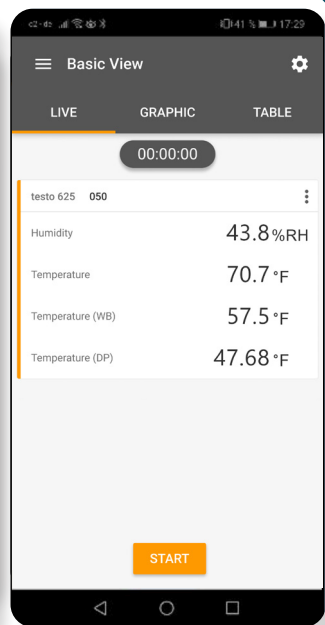 41 % 17:29
Basic View
LIVE GRAPHIC TABLE
00:00:00
testo 625 050
Humidity 43.8 %RH
Temperature 70.7 °F
Temperature (WB) 57.5 °F
Temperature (DP) 47.68 °F
START